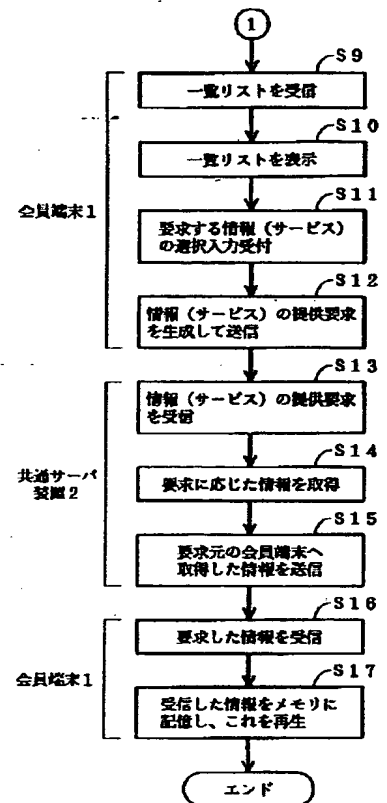 1
S9
一覧リストを受信
S10
一覧リストを表示
S11
会員端末1
要求する情報(サービス)
の選択入力受付
S12
情報(サービス)の提供要求
を生成して送信
S13
情報(サービス)の提供要求
を受信
S14
共通サーバ
装置2
要求に応じた情報を取得
S15
要求元の会員端末へ
取得した情報を送信
S16
要求した情報を受信
会員端末1
S17
受信した情報をメモリに
記憶し、これを再生
エンド